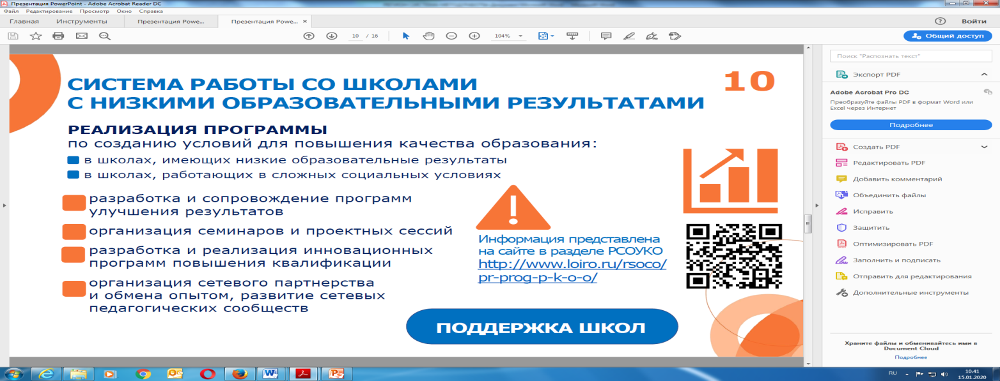 Презентация PowerPoint - Adobe Acrobat Reader DC
Файл Редактирование Просмотр Окно Справка
Главная Инструменты Презентация Powe... Презентация Powe... × Войти
10 / 16 104% Общий доступ
СИСТЕМА РАБОТЫ СО ШКОЛАМИ
С НИЗКИМИ ОБРАЗОВАТЕЛЬНЫМИ РЕЗУЛЬТАТАМИ
10
РЕАЛИЗАЦИЯ ПРОГРАММЫ
по созданию условий для повышения качества образования:
в школах, имеющих низкие образовательные результаты
в школах, работающих в сложных социальных условиях
разработка и сопровождение программ
улучшения результатов
организация семинаров и проектных сессий
разработка и реализация инновационных
программ повышения квалификации
организация сетевого партнерства
и обмена опытом, развитие сетевых
педагогических сообществ
Информация представлена
на сайте в разделе РСОУКО
http://www.loiro.ru/rsoco/
pr-prog-p-k-o-o/
ПОДДЕРЖКА ШКОЛ
Поиск "Распознать текст"
Экспорт PDF
Adobe Acrobat Pro DC
Преобразуйте файлы PDF в формат Word или
Excel через Интернет
Подробнее
Создать PDF
Редактировать PDF
Добавить комментарий
Объединить файлы
Исправить
Защитить
Оптимизировать PDF
Заполнить и подписать
Отправить для редактирования
Дополнительные инструменты
Храните файлы и обменивайтесь ими в
Document Cloud
Подробнее
RU
10:41
15.01.2020